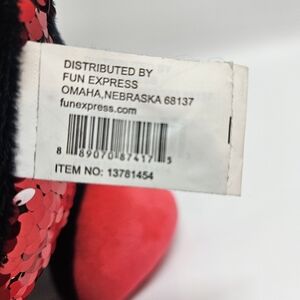 DISTRIBUTED BY
FUN EXPRESS
OMAHA,NEBRASKA 68137
funexpress.com
8 89070 87417 5
ITEM NO: 13781454